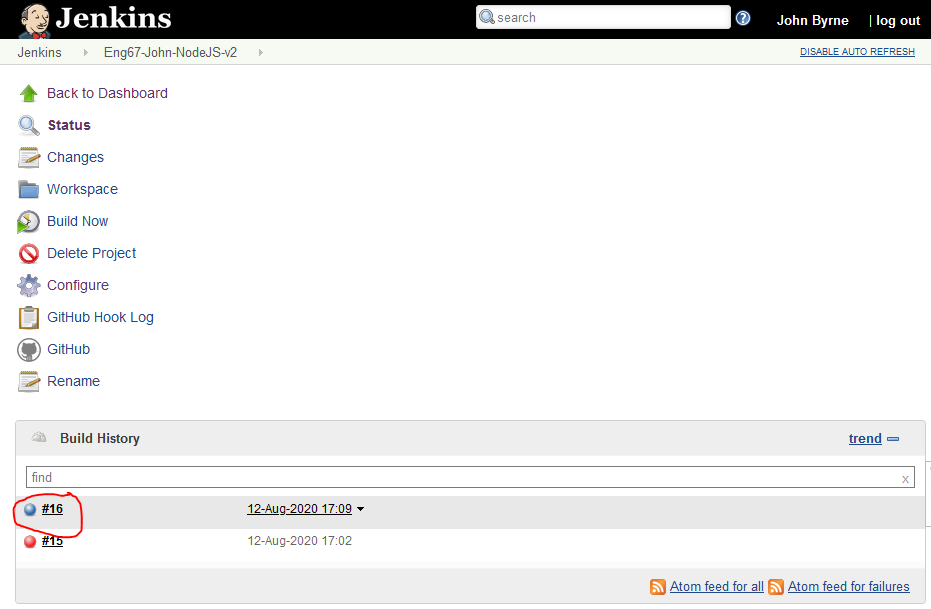 Jenkins
search
?
John Byrne | log out
Jenkins Eng67-John-NodeJS-v2
DISABLE AUTO REFRESH
Back to Dashboard
Status
Changes
Workspace
Build Now
Delete Project
Configure
GitHub Hook Log
GitHub
Rename
Build History trend
find x
#16 12-Aug-2020 17:09
#15 12-Aug-2020 17:02
Atom feed for all Atom feed for failures